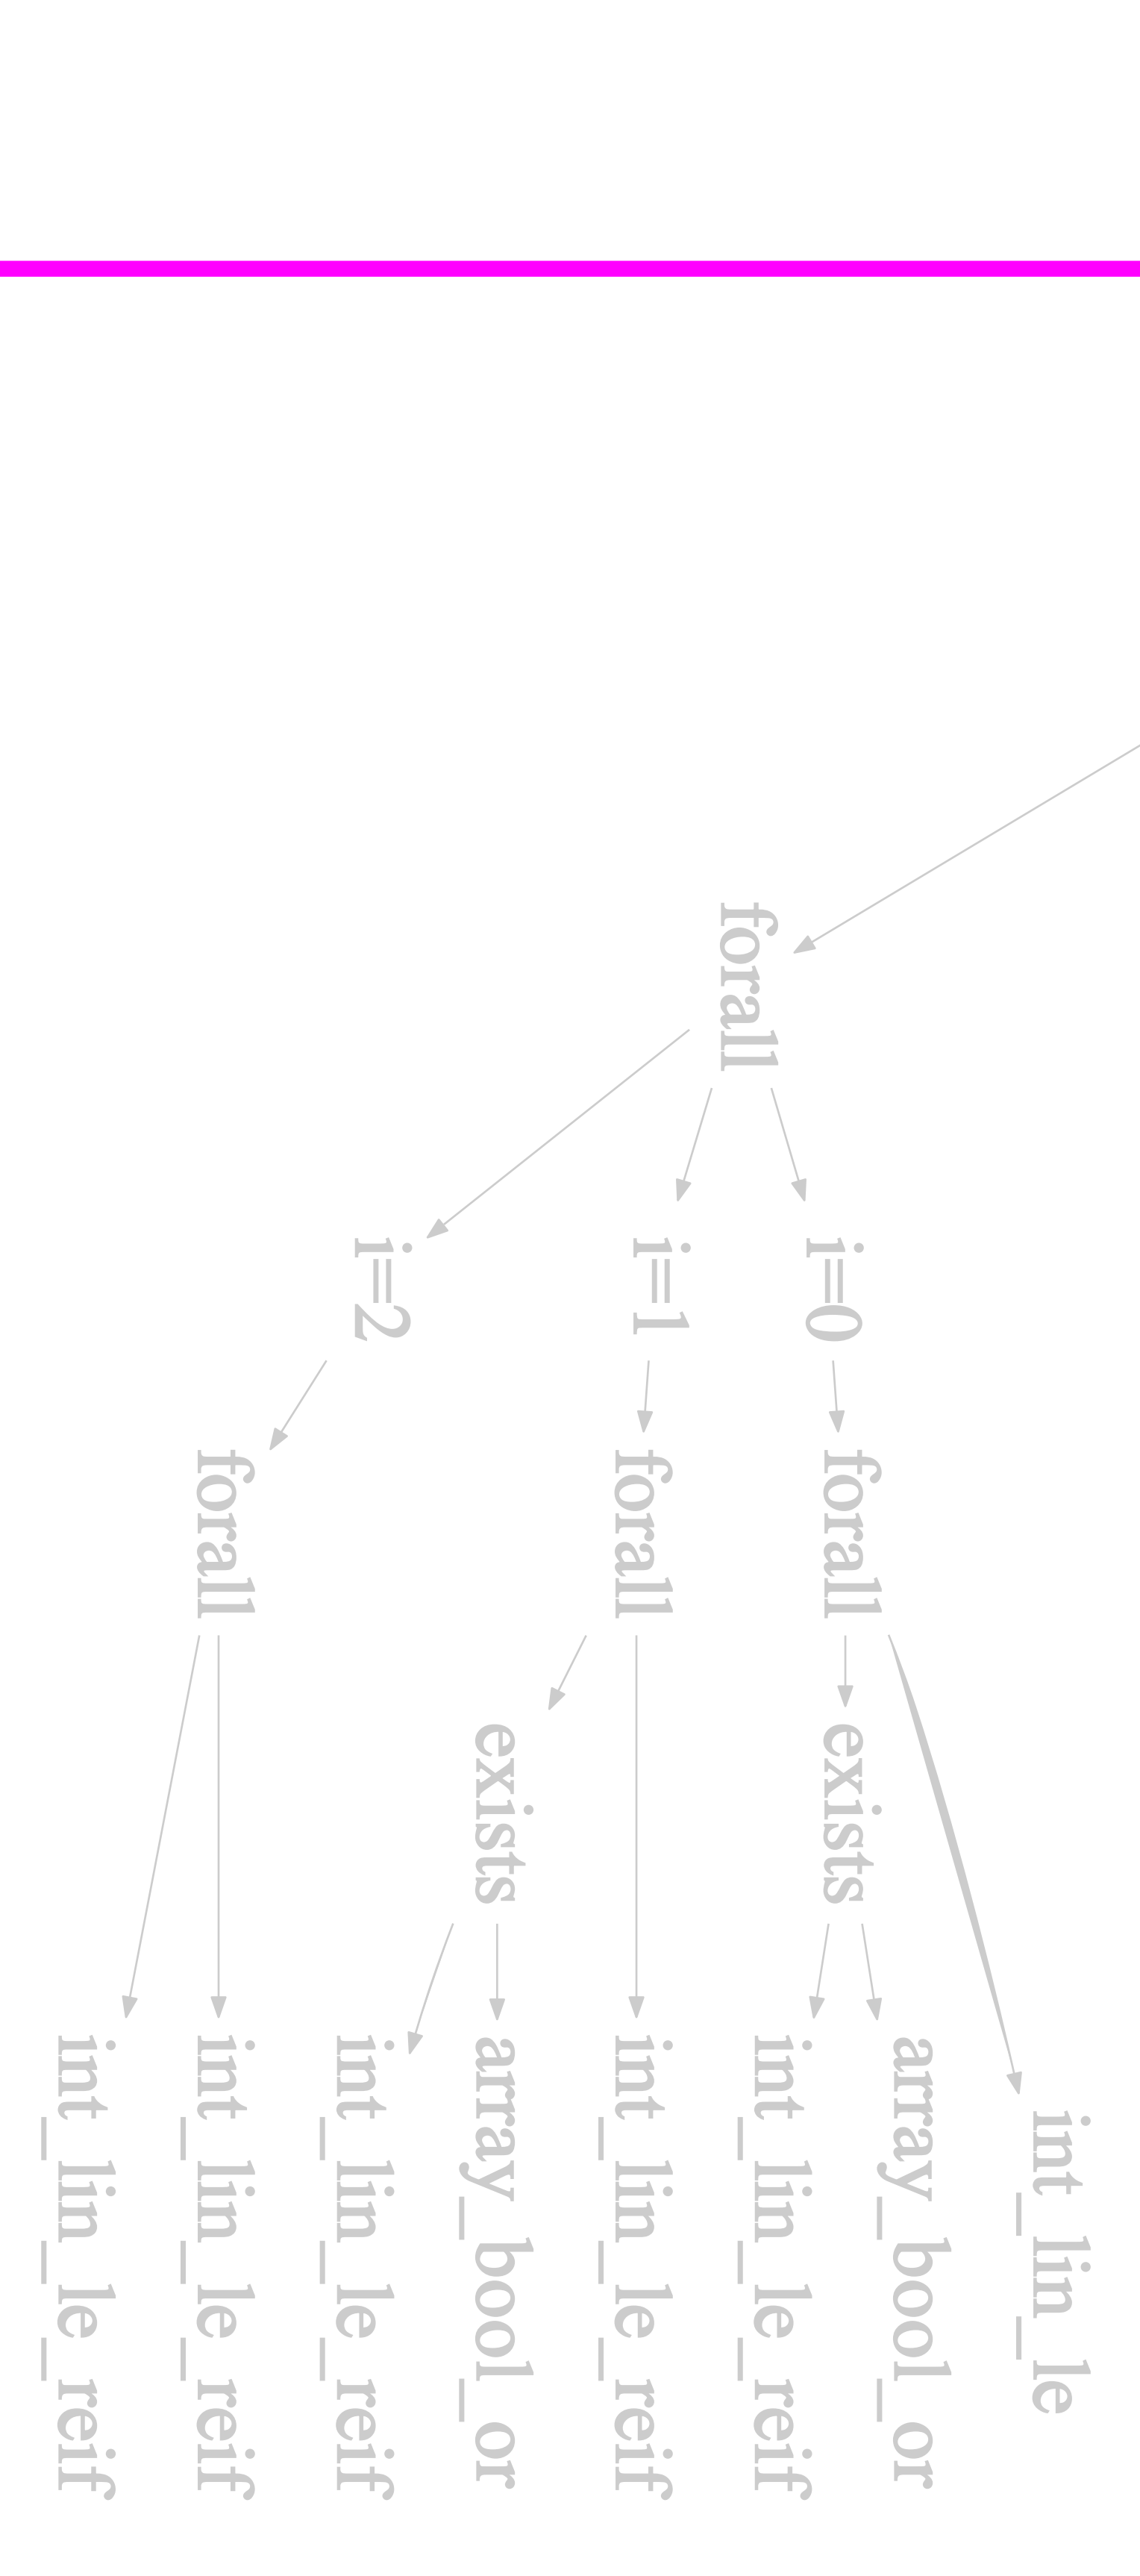 forall
i=2
i=1
i=0
forall
forall
forall
exists
exists
int_lin_le_reif
int_lin_le_reif
int_lin_le_reif
array_bool_or
int_lin_le_reif
int_lin_le_reif
array_bool_or
int_lin_le